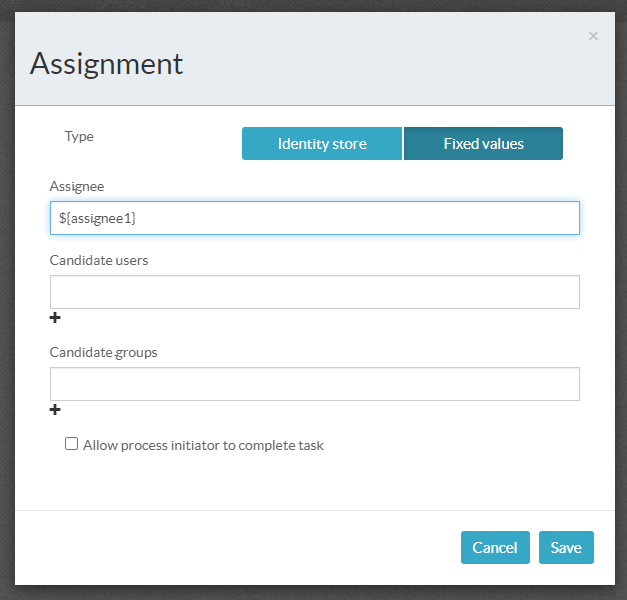 ×
Assignment
Type
Identity store
Fixed values
Assignee
${assignee1}
Candidate users
+
Candidate groups
+
Allow process initiator to complete task
Cancel
Save